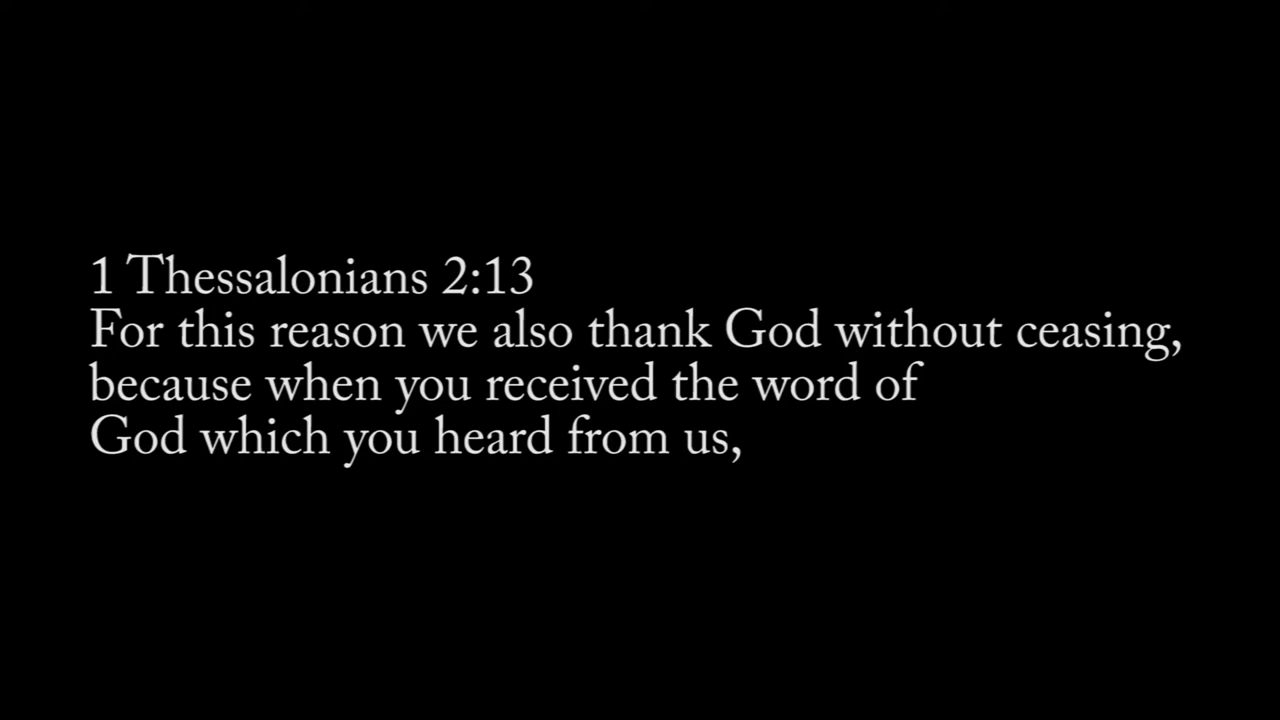 1 Thessalonians 2:13
For this reason we also thank God without ceasing,
because when you received the word of
God which you heard from us,